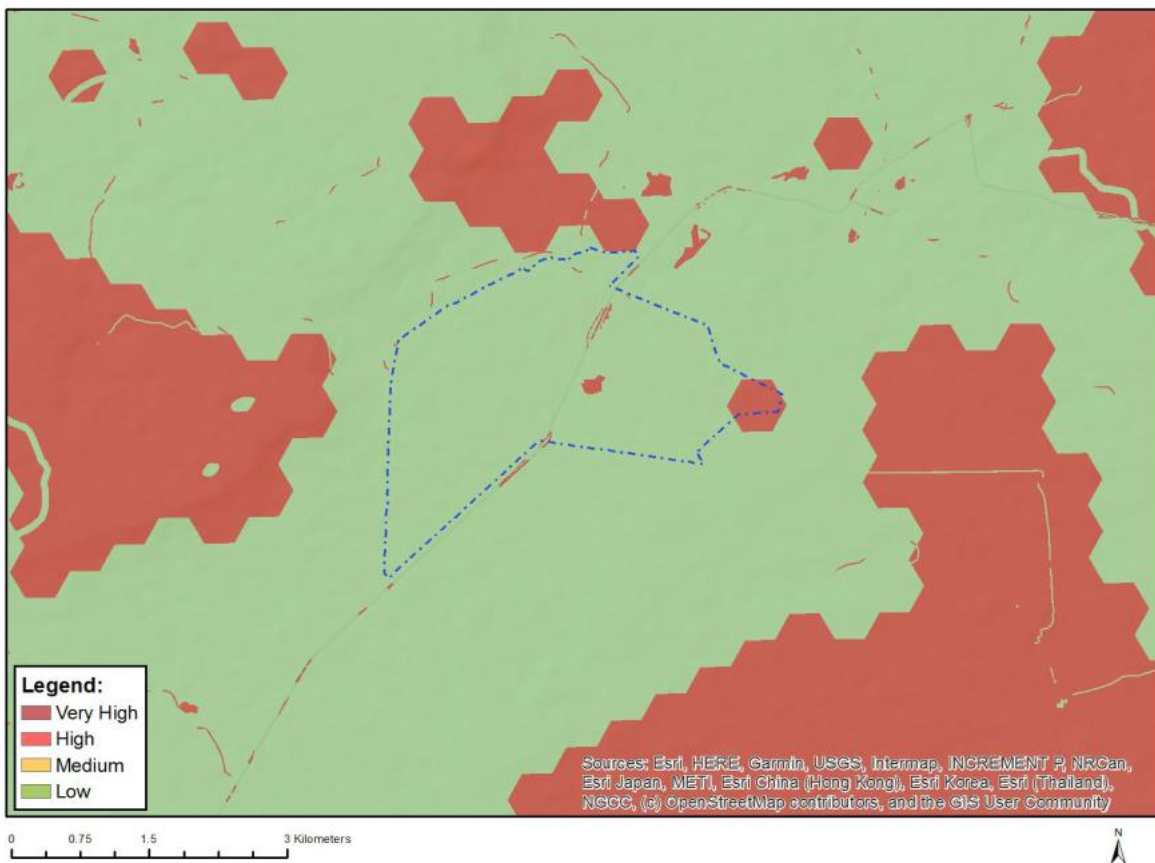 Legend:
Very High
High
Medium
Low
Sources: Esri, HERE, Garmin, USGS, Intermap, INCREMENT P, NRCan,
Esri Japan, METI, Esri China (Hong Kong), Esri Korea, Esri (Thailand),
NGCC, (c) OpenStreetMap contributors, and the GIS User Community
0 0.75 1.5 3 Kilometers
N